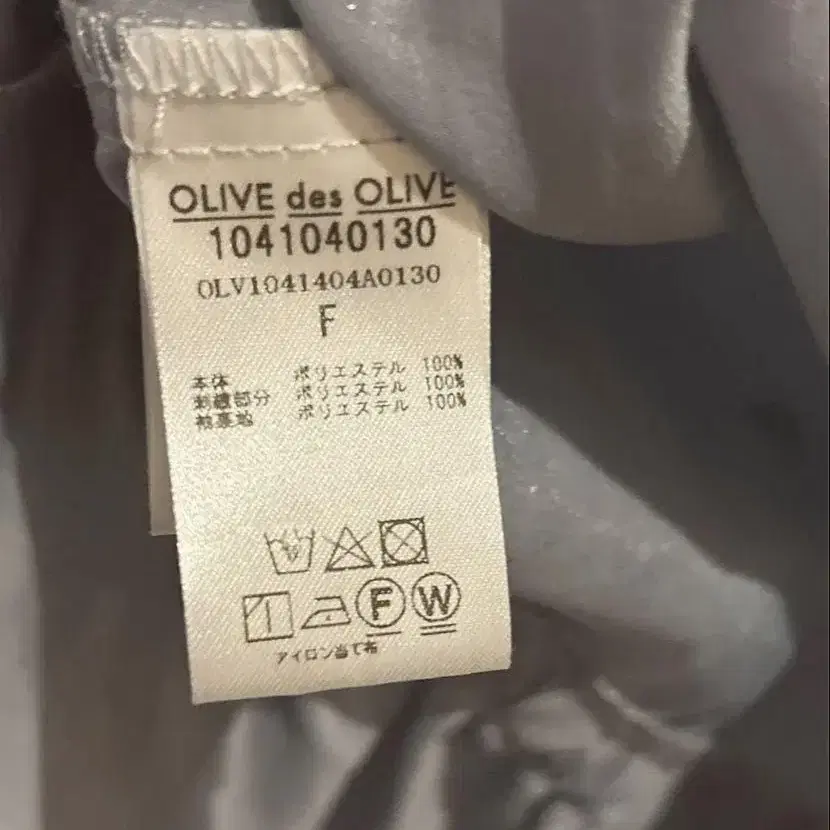 OLIVE des OLIVE
1041040130
OLV1041404A0130
F
本体 ポリエステル 100%
刺繍部分 ポリエステル 100%
袖裏地 ポリエステル 100%
F W
アイロン当て布